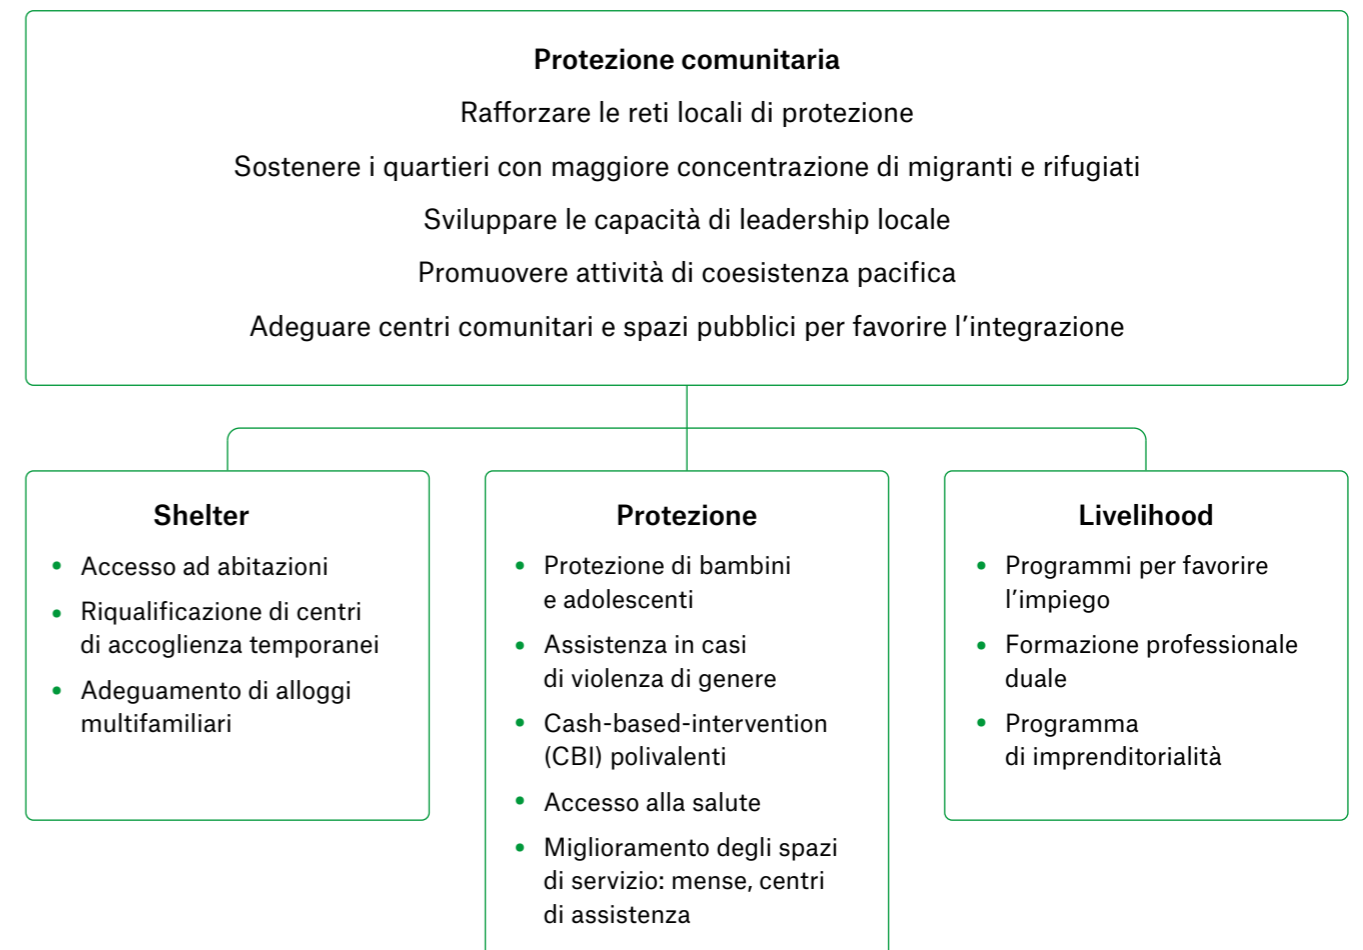 Protezione comunitaria
Rafforzare le reti locali di protezione
Sostenere i quartieri con maggiore concentrazione di migranti e rifugiati
Sviluppare le capacità di leadership locale
Promuovere attività di coesistenza pacifica
Adeguare centri comunitari e spazi pubblici per favorire l’integrazione
Shelter
• Accesso ad abitazioni
• Riqualificazione di centri
di accoglienza temporanei
• Adeguamento di alloggi
multifamiliari
Protezione
• Protezione di bambini
e adolescenti
• Assistenza in casi
di violenza di genere
• Cash-based-intervention
(CBI) polivalenti
• Accesso alla salute
• Miglioramento degli spazi
di servizio: mense, centri
di assistenza
Livelihood
• Programmi per favorire
l’impiego
• Formazione professionale
duale
• Programma
di imprenditorialità